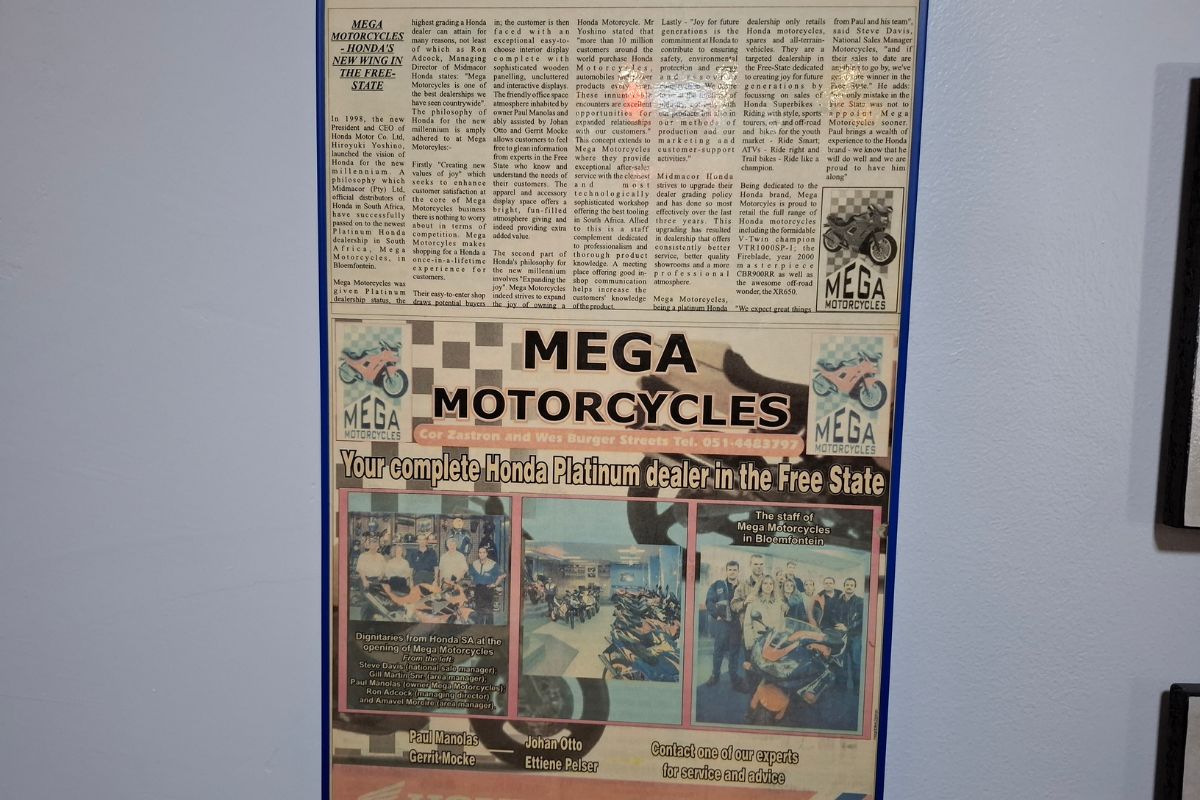 MEGA
MOTORCYCLES
- HONDA'S
NEW WING IN
THE FREE-
STATE
In 1998, the new
President and CEO of
Honda Motor Co. Ltd,
Hiroyuki Yoshino,
launched the vision of
Honda for the new
millennium. A
philosophy which
Midmacor (Pty) Ltd,
official distributors of
Honda in South Africa,
have successfully
passed on to the newest
Platinum Honda
dealership in South
Africa, Mega
Motorcycles, in
Bloemfontein.
Mega Motorcycles was
given Platinum
dealership status, the
highest grading a Honda
dealer can attain for
many reasons, not least
of which as Ron
Adcock, Managing
Director of Midmacor
Honda states: "Mega
Motorcycles is one of
the best dealerships we
have seen countrywide".
The philosophy of
Honda for the new
millennium is amply
adhered to at Mega
Motorcyles:-
Firstly "Creating new
values of joy" which
seeks to enhance
customer satisfaction at
the core of Mega
Motorcycles business
there is nothing to worry
about in terms of
competition. Mega
Motorcyles makes
shopping for a Honda a
once-in-a-lifetime
experience for
customers.
Their easy-to-enter shop
draws potential buyers
in; the customer is then
faced with an
exceptional easy-to-
choose interior display
complete with
sophisticated wooden
panelling, uncluttered
and interactive displays.
The friendly office space
atmosphere inhabited by
owner Paul Manolas and
ably assisted by Johan
Otto and Gerrit Mocke
allows customers to feel
free to glean information
from experts in the Free
State who know and
understand the needs of
their customers. The
apparel and accessory
display space offers a
bright, fun-filled
atmosphere giving and
indeed providing extra
added value.
The second part of
Honda's philosophy for
the new millennium
involves "Expanding the
joy". Mega Motorcycles
indeed strives to expand
the joy of owning a
Honda Motorcycle. Mr
Yoshino stated that
"more than 10 million
customers around the
world purchase Honda
Motorcycles,
automobiles
products every
These
encounters are excellent
opportunities
expanded relationships
with our customers."
This concept extends to
Mega Motorcycles
where they provide
exceptional after-sales
service with the cleanest
and most
technologically
sophisticated workshop
offering the best tooling
in South Africa. Allied
to this is a staff
complement dedicated
to professionalism and
thorough product
knowledge. A meeting
place offering good in-
shop communication
helps increase the
customers' knowledge
of the product.
Lastly - "Joy for future
generations is the
commitment at Honda to
contribute to ensuring
safety, environmental
protection and
and
our products but also in
our methods of
production and our
marketing and
customer-support
activities."
Midmacor Honda
strives to upgrade their
dealer grading policy
and has done so most
effectively over the last
three years. This
upgrading has resulted
in dealership that offers
consistently better
service, better quality
showrooms and a more
professional
atmosphere.
Mega Motorcycles,
being a platinum Honda
dealership only retails
Honda motorcycles,
spares and all-terrain-
vehicles. They are a
targeted dealership in
the Free-State dedicated
to creating joy for future
generations by
focussing on sales of
Honda Superbikes -
Riding with style, sports
tourers, on and off-road
and bikes for the youth
market - Ride Smart;
ATVs - Ride right and
Trail bikes - Ride like a
champion.
Being dedicated to the
Honda brand, Mega
Motorcyles is proud to
retail the full range of
Honda motorcycles
including the formidable
V-Twin champion
VTR1000SP-1; the
Fireblade, year 2000
masterpiece
CBR900RR as well as
the awesome off-road
wonder, the XR650.
"We expect great things
from Paul and his team",
said Steve Davis,
National Sales Manager
Motorcycles, "and if
their sales to date are
anything to go by, we've
got a sure winner in the
Free State." He adds:
only mistake in the
Free State was not to
appoint Mega
Motorcycles sooner.
Paul brings a wealth of
experience to the Honda
brand - we know that he
will do well and we are
proud to have him
along"
MEGA
MOTORCYCLES
MEGA
MOTORCYCLES
MEGA
MOTORCYCLES
MEGA
MOTORCYCLES
Cor Zastron and Wes Burger Streets Tel. 051-4483797
Your complete Honda Platinum dealer in the Free State
Dignitaries from Honda SA at the
opening of Mega Motorcycles
From the left:
Steve Davis (national sale manager);
Gill Martin Snr. (area manager);
Paul Manolas (owner Mega Motorcycles);
Ron Adcock (managing director)
and Amavel Moreire (area manager).
The staff of
Mega Motorcycles
in Bloemfontein
Paul Manolas
Gerrit Mocke
Johan Otto
Ettiene Pelser
Contact one of our experts
for service and advice